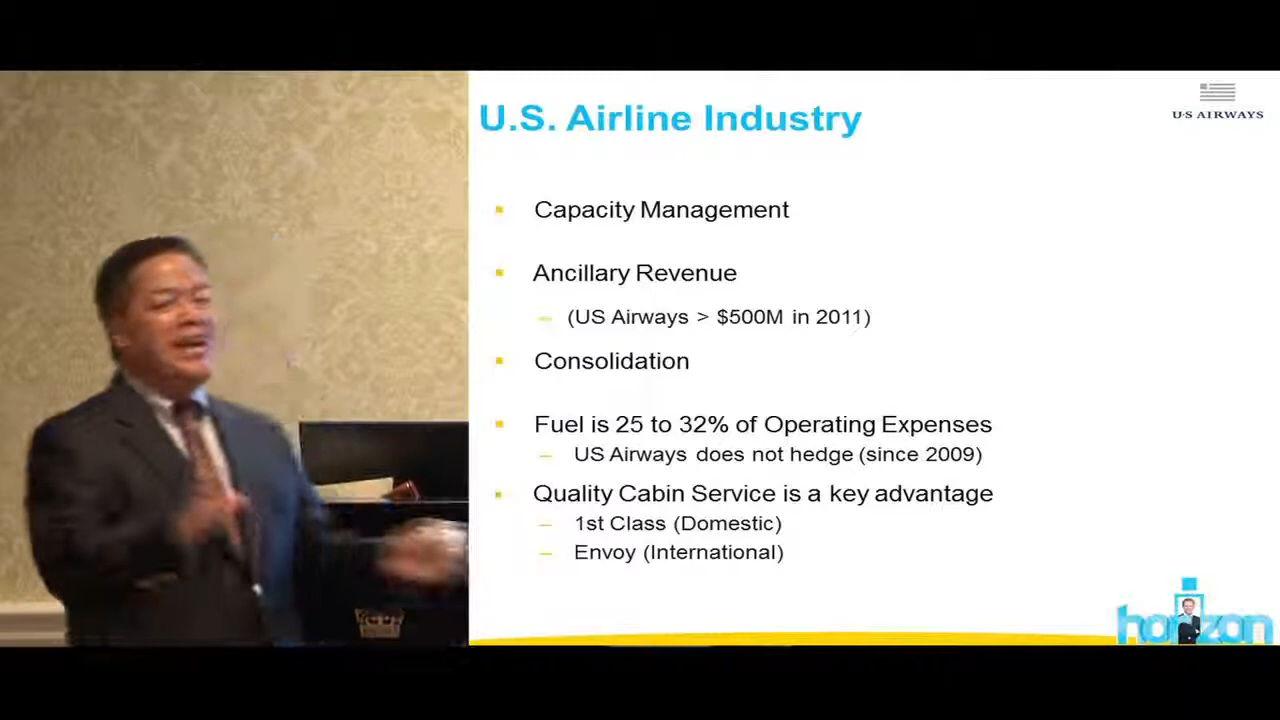 U.S. Airline Industry
U·S AIRWAYS
Capacity Management
Ancillary Revenue
(US Airways > $500M in 2011)
Consolidation
Fuel is 25 to 32% of Operating Expenses
US Airways does not hedge (since 2009)
Quality Cabin Service is a key advantage
1st Class (Domestic)
Envoy (International)
horizon